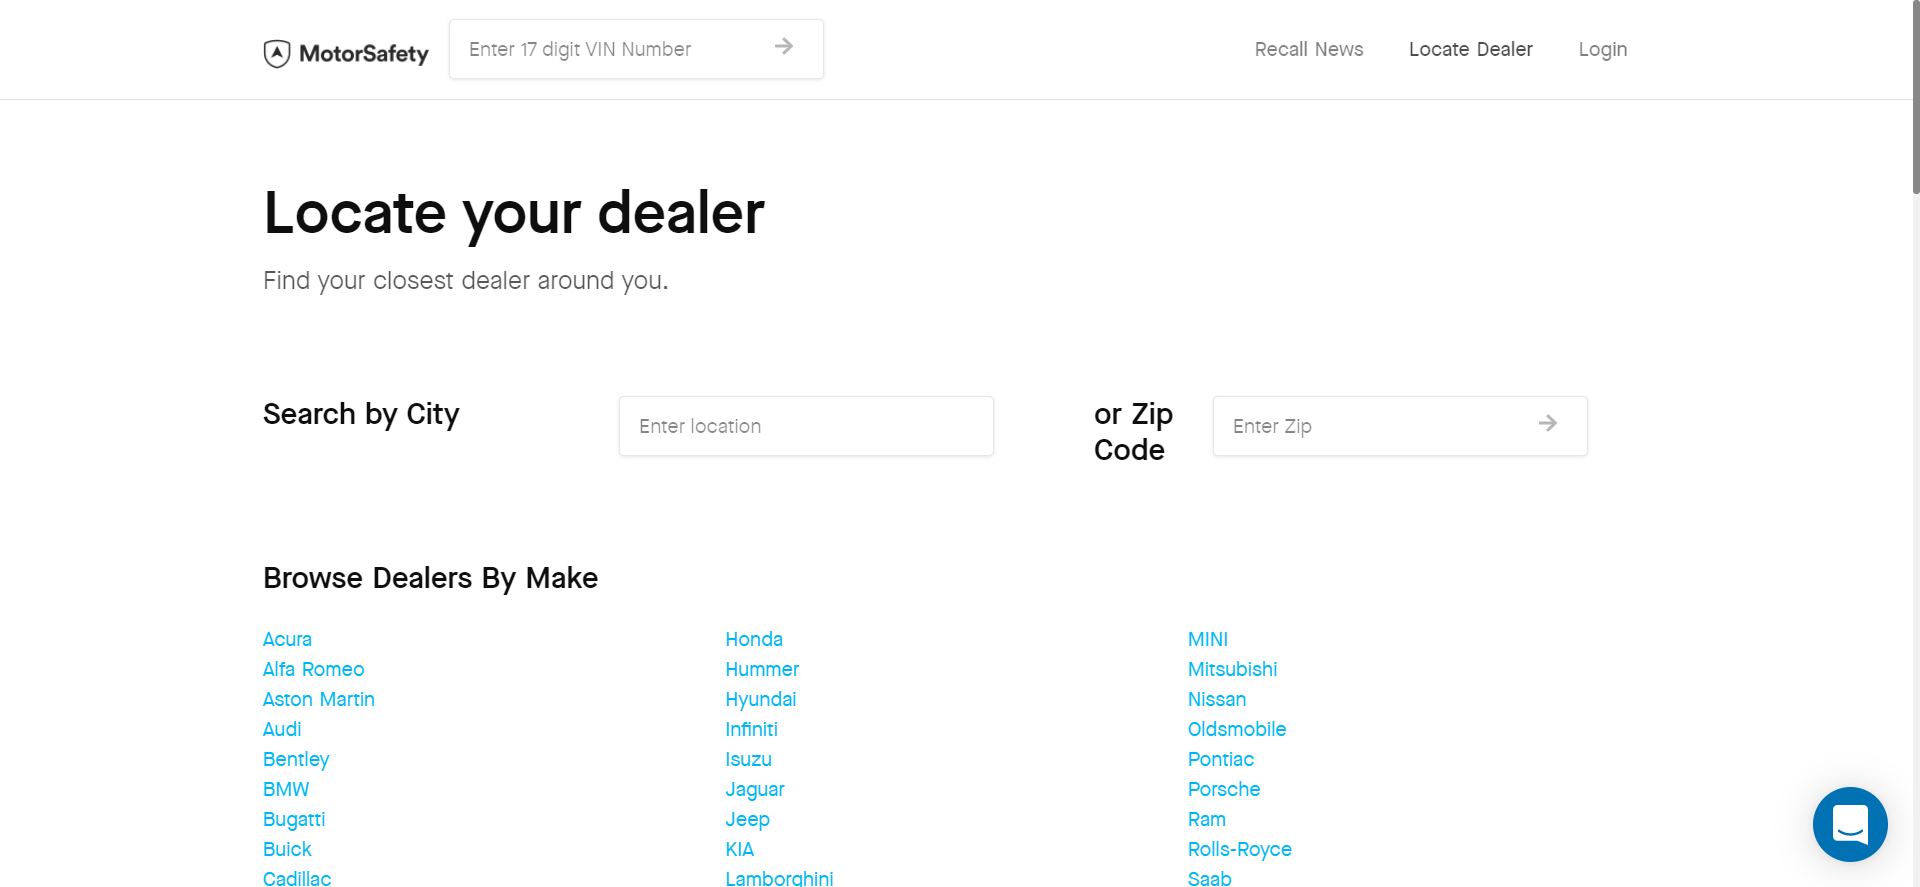 MotorSafety
Enter 17 digit VIN Number
Recall News
Locate Dealer
Login
Locate your dealer
Find your closest dealer around you.
Search by City
Enter location
or Zip
Code
Enter Zip
Browse Dealers By Make
Acura
Alfa Romeo
Aston Martin
Audi
Bentley
BMW
Bugatti
Buick
Cadillac
Honda
Hummer
Hyundai
Infiniti
Isuzu
Jaguar
Jeep
KIA
Lamborghini
MINI
Mitsubishi
Nissan
Oldsmobile
Pontiac
Porsche
Ram
Rolls-Royce
Saab